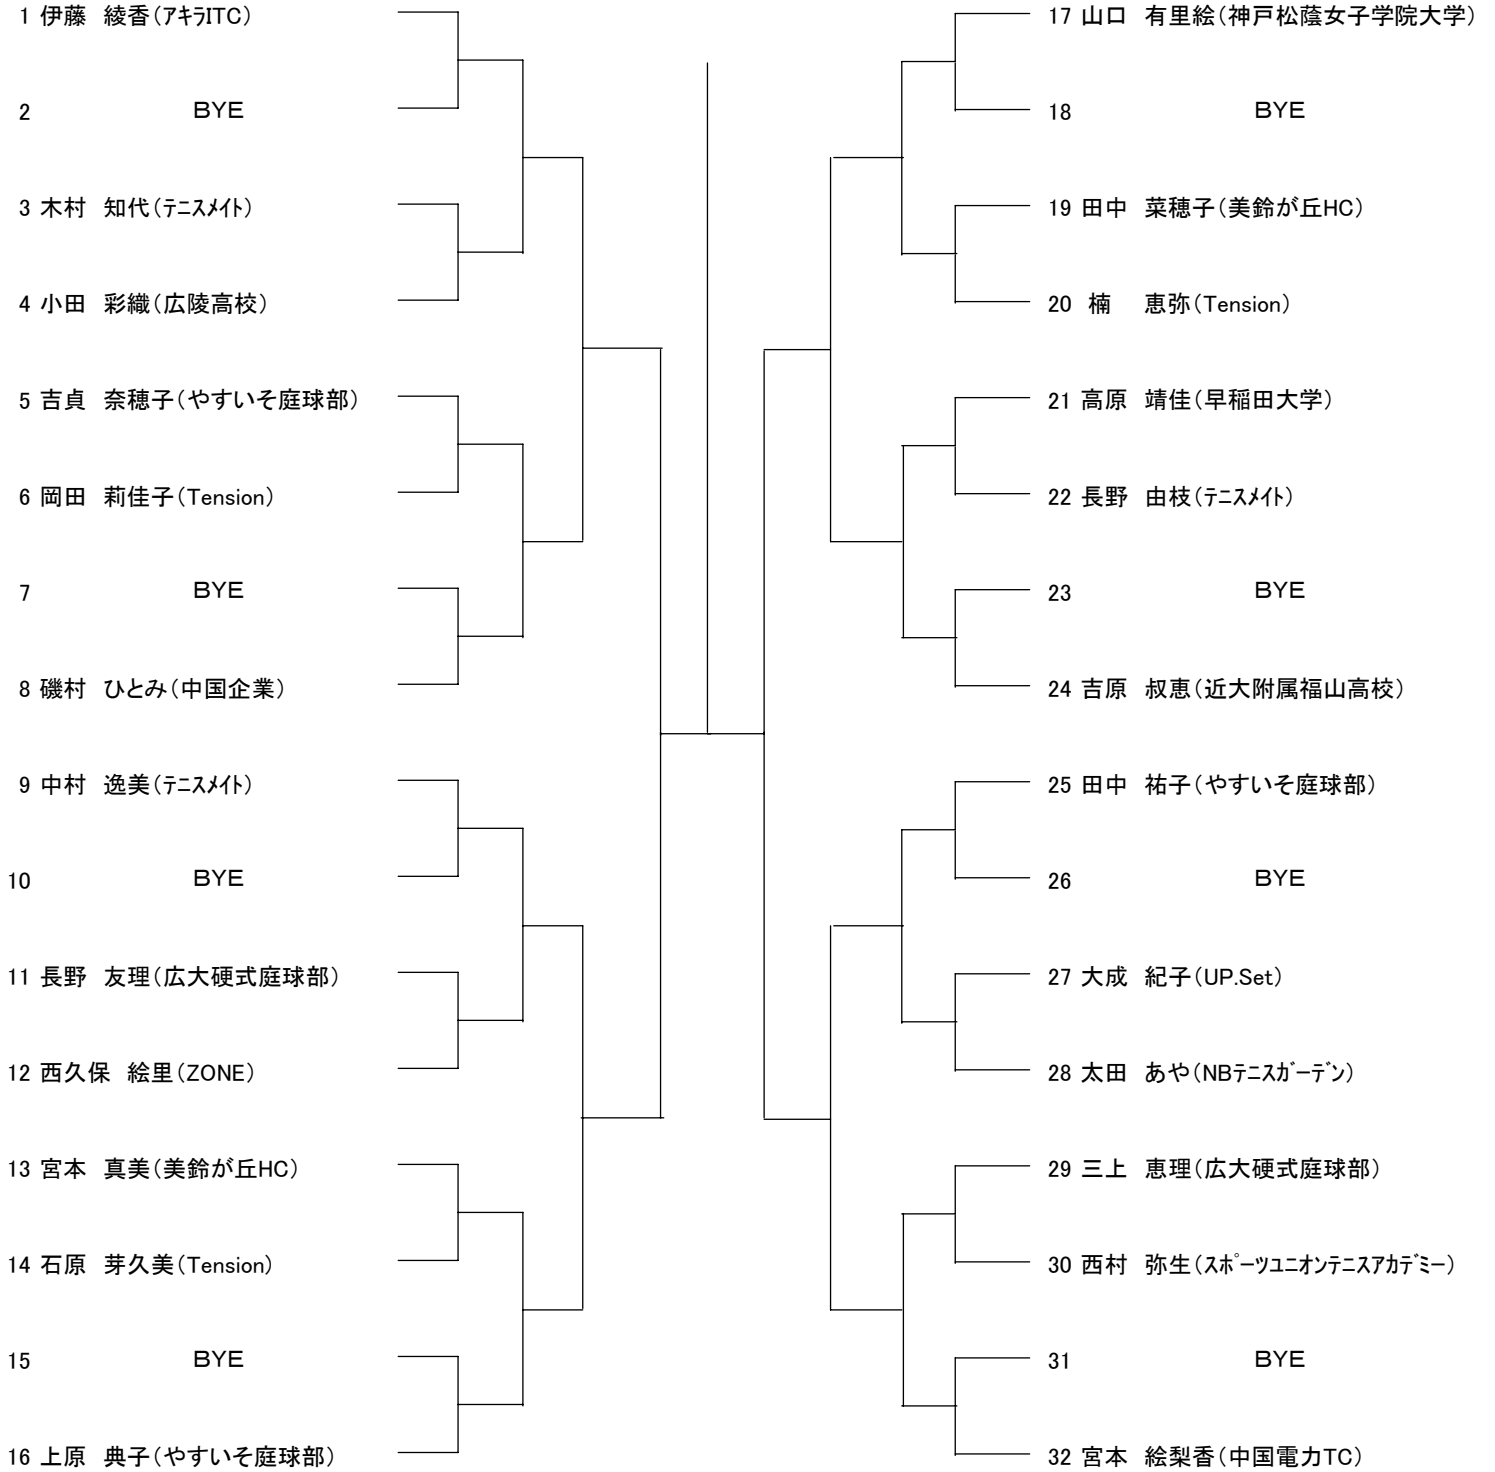 1 伊藤　綾香（ｱｷﾗITC）
2 BYE
3 木村　知代（ﾃﾆｽﾒｲﾄ）
4 小田　彩織（広陵高校）
5 吉貞　奈穂子（やすいそ庭球部）
6 岡田　莉佳子（Tension）
7 BYE
8 磯村　ひとみ（中国企業）
9 中村　逸美（ﾃﾆｽﾒｲﾄ）
10 BYE
11 長野　友理（広大硬式庭球部）
12 西久保　絵里（ZONE）
13 宮本　真美（美鈴が丘HC）
14 石原　芽久美（Tension）
15 BYE
16 上原　典子（やすいそ庭球部）
17 山口　有里絵（神戸松蔭女子学院大学）
18 BYE
19 田中　菜穂子（美鈴が丘HC）
20 楠　恵弥（Tension）
21 高原　靖佳（早稲田大学）
22 長野　由枝（ﾃﾆｽﾒｲﾄ）
23 BYE
24 吉原　叔恵（近大附属福山高校）
25 田中　祐子（やすいそ庭球部）
26 BYE
27 大成　紀子（UP.Set）
28 太田　あや（NBﾃﾆｽｶﾞｰﾃﾞﾝ）
29 三上　恵理（広大硬式庭球部）
30 西村　弥生（ｽﾎﾟｰﾂﾕﾆｵﾝﾃﾆｽｱｶﾃﾞﾐｰ）
31 BYE
32 宮本　絵梨香（中国電力TC）